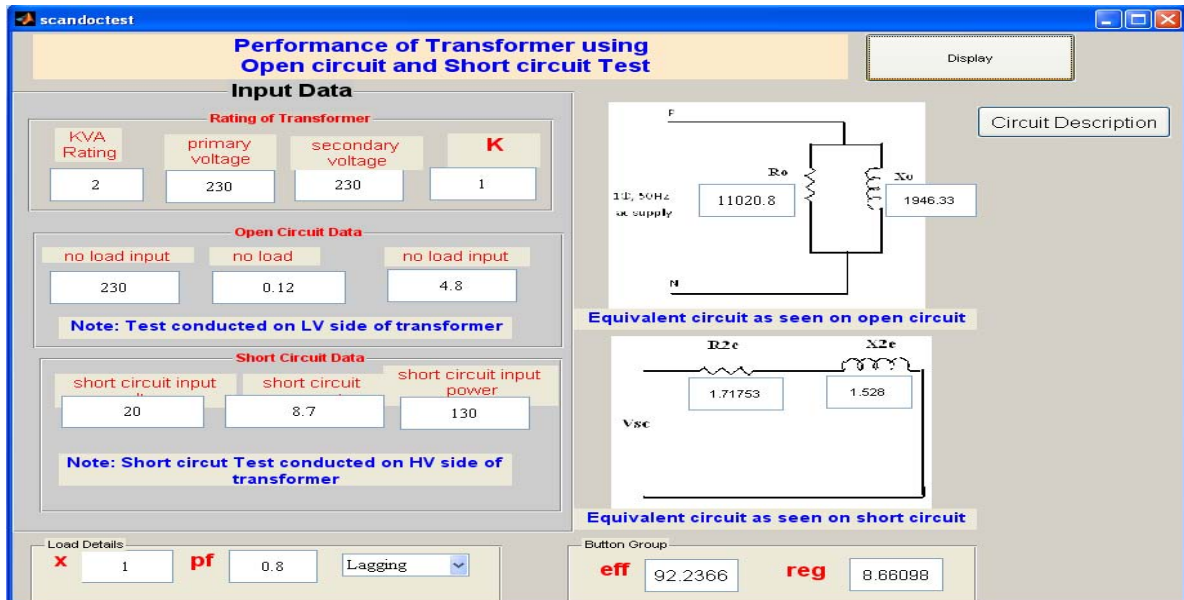 scandoctest
Performance of Transformer using
Open circuit and Short circuit Test
Display
Input Data
Rating of Transformer
KVA
Rating
primary
voltage
secondary
voltage
K
2
230
230
1
Open Circuit Data
no load input
no load
no load input
230
0.12
4.8
Note: Test conducted on LV side of transformer
Short Circuit Data
short circuit input
short circuit
short circuit input
power
20
8.7
130
Note: Short circut Test conducted on HV side of
transformer
Circuit Description
P
Ro
Xo
50Hz
ac supply
11020.8
1946.33
N
Equivalent circuit as seen on open circuit
R2e
X2e
1.71753
1.528
Vsc
Equivalent circuit as seen on short circuit
Load Details
x
1
pf
0.8
Lagging
Button Group
eff
92.2366
reg
8.66098